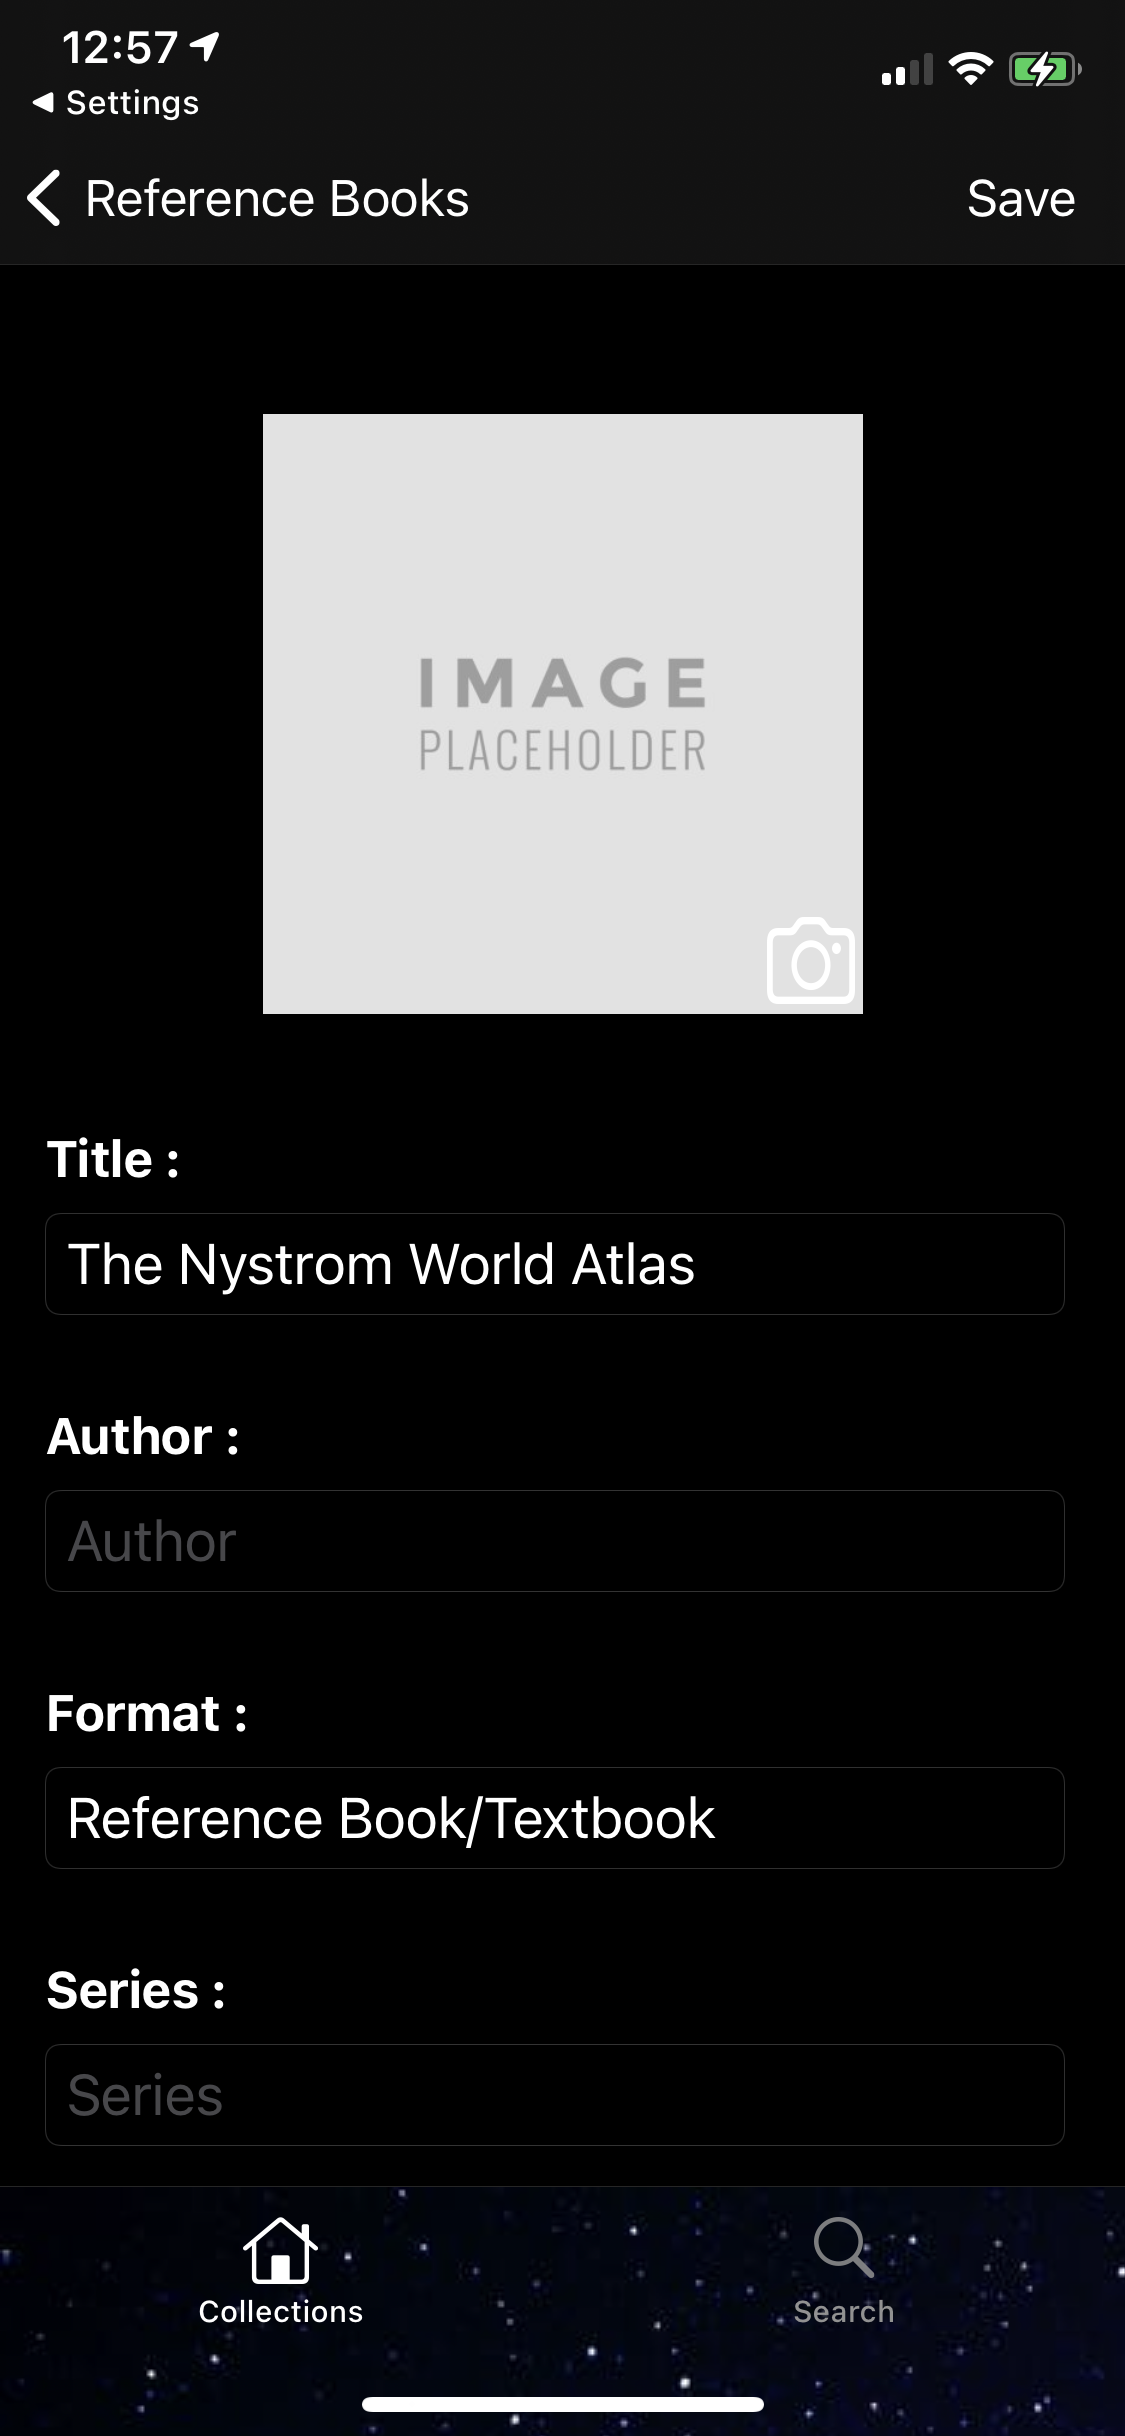 12:57
Settings
Reference Books
Save
IMAGE
PLACEHOLDER
Title :
The Nystrom World Atlas
Author :
Author
Format :
Reference Book/Textbook
Series :
Series
Collections
Search